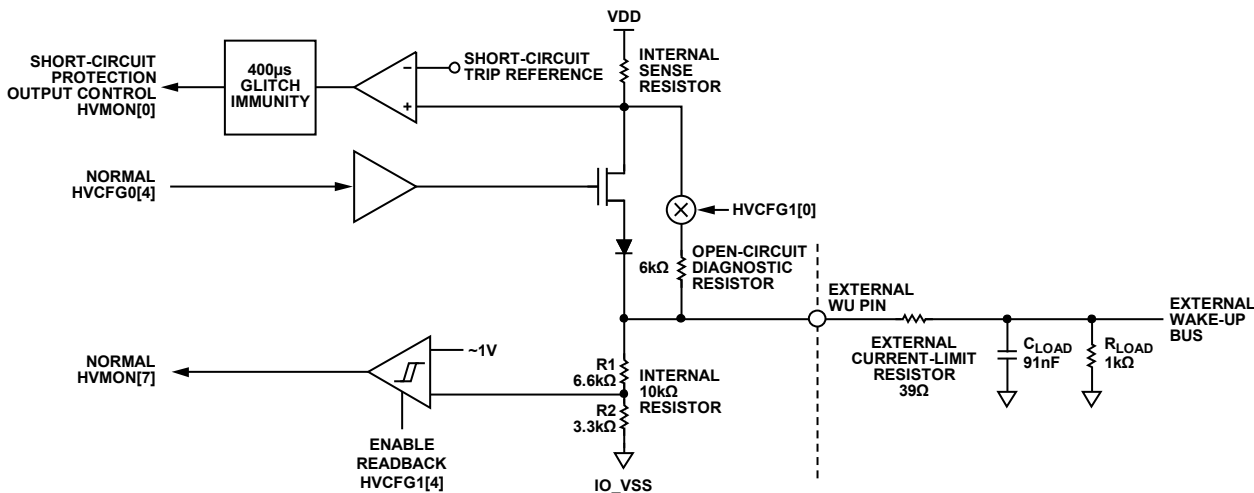 VDD
SHORT-CIRCUIT
PROTECTION
OUTPUT CONTROL
HVMON[0]
400µs
GLITCH
IMMUNITY
–
+
SHORT-CIRCUIT
TRIP REFERENCE
INTERNAL
SENSE
RESISTOR
NORMAL
HVCFG0[4]
HVCFG1[0]
6kΩ
OPEN-CIRCUIT
DIAGNOSTIC
RESISTOR
EXTERNAL
WU PIN
EXTERNAL
WAKE-UP
BUS
EXTERNAL
CURRENT-LIMIT
RESISTOR
39Ω
CLOAD
91nF
RLOAD
1kΩ
NORMAL
HVMON[7]
~1V
R1
6.6kΩ
R2
3.3kΩ
INTERNAL
10kΩ
RESISTOR
ENABLE
READBACK
HVCFG1[4]
IO_VSS